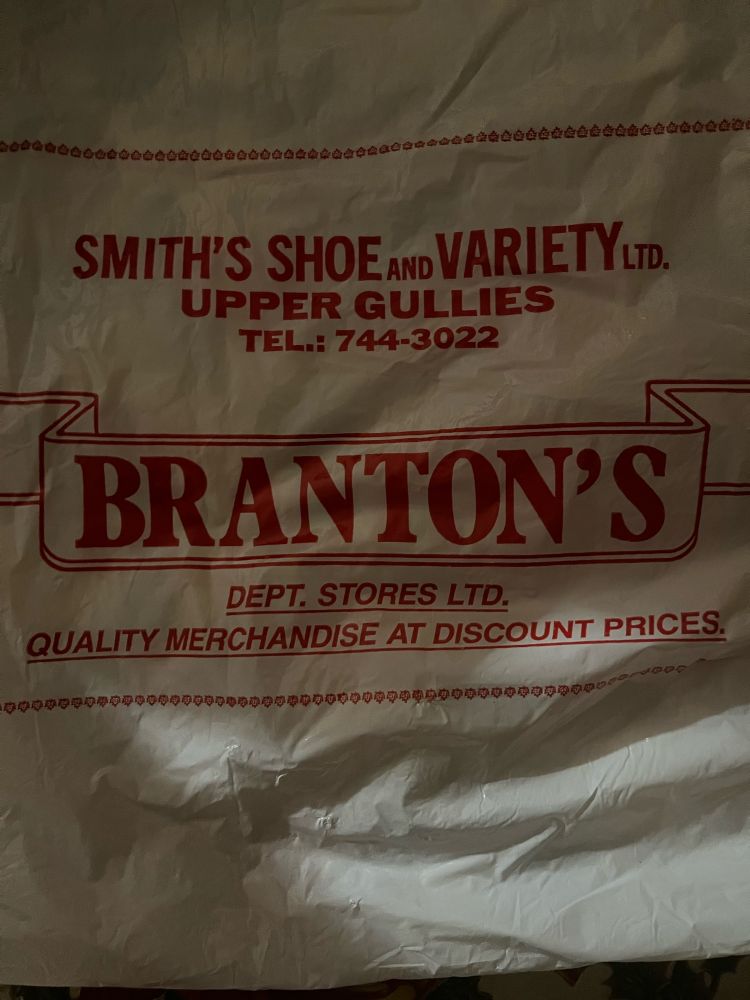 SMITH'S SHOE AND VARIETY LTD.
UPPER GULLIES
TEL.: 744-3022
BRANTON'S
DEPT. STORES LTD.
QUALITY MERCHANDISE AT DISCOUNT PRICES.